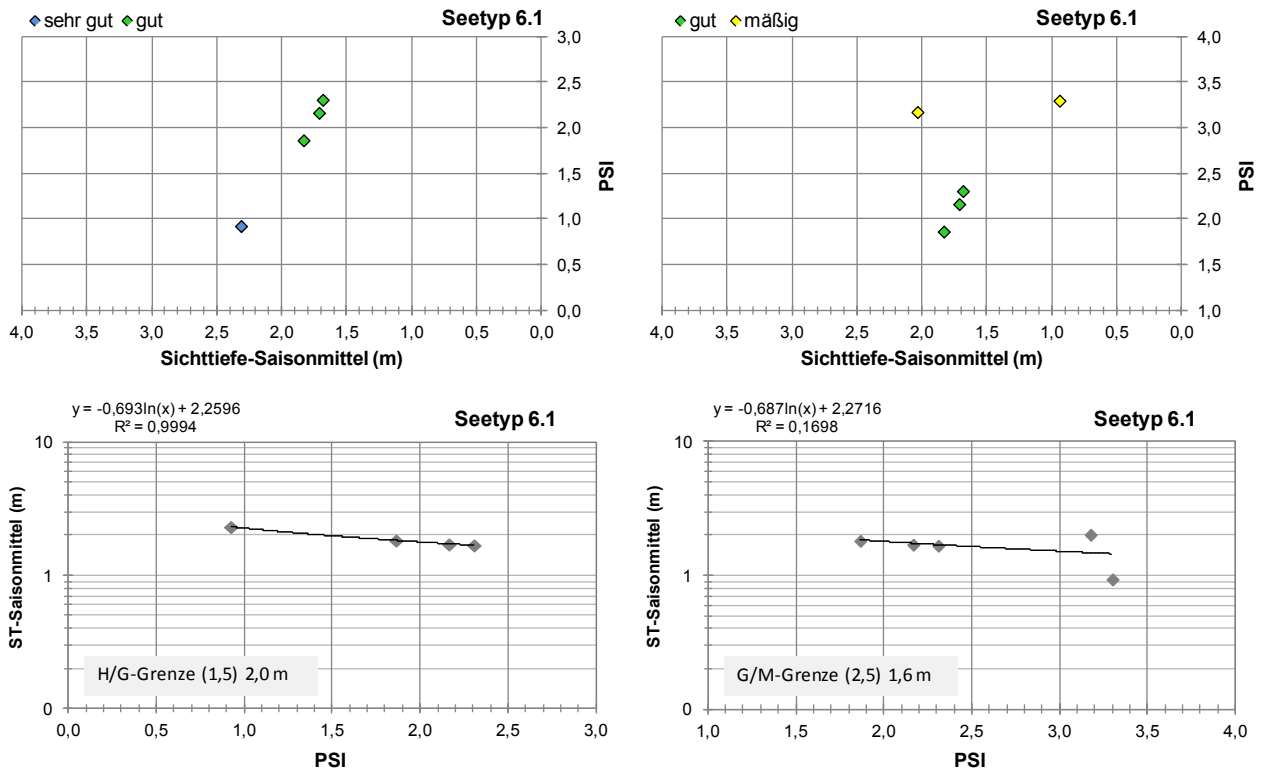 sehr gut gut Seetyp 6.1
3,0
2,5
2,0
1,5
1,0
0,5
0,0
PSI
4,0 3,5 3,0 2,5 2,0 1,5 1,0 0,5 0,0
Sichttiefe-Saisonmittel (m)
gut mäßig Seetyp 6.1
4,0
3,5
3,0
2,5
2,0
1,5
1,0
PSI
4,0 3,5 3,0 2,5 2,0 1,5 1,0 0,5 0,0
Sichttiefe-Saisonmittel (m)
y = -0,693ln(x) + 2,2596
R² = 0,9994
Seetyp 6.1
10
1
0
ST-Saisonmittel (m)
H/G-Grenze (1,5) 2,0 m
0,0 0,5 1,0 1,5 2,0 2,5 3,0
PSI
y = -0,687ln(x) + 2,2716
R² = 0,1698
Seetyp 6.1
10
1
0
ST-Saisonmittel (m)
G/M-Grenze (2,5) 1,6 m
1,0 1,5 2,0 2,5 3,0 3,5 4,0
PSI